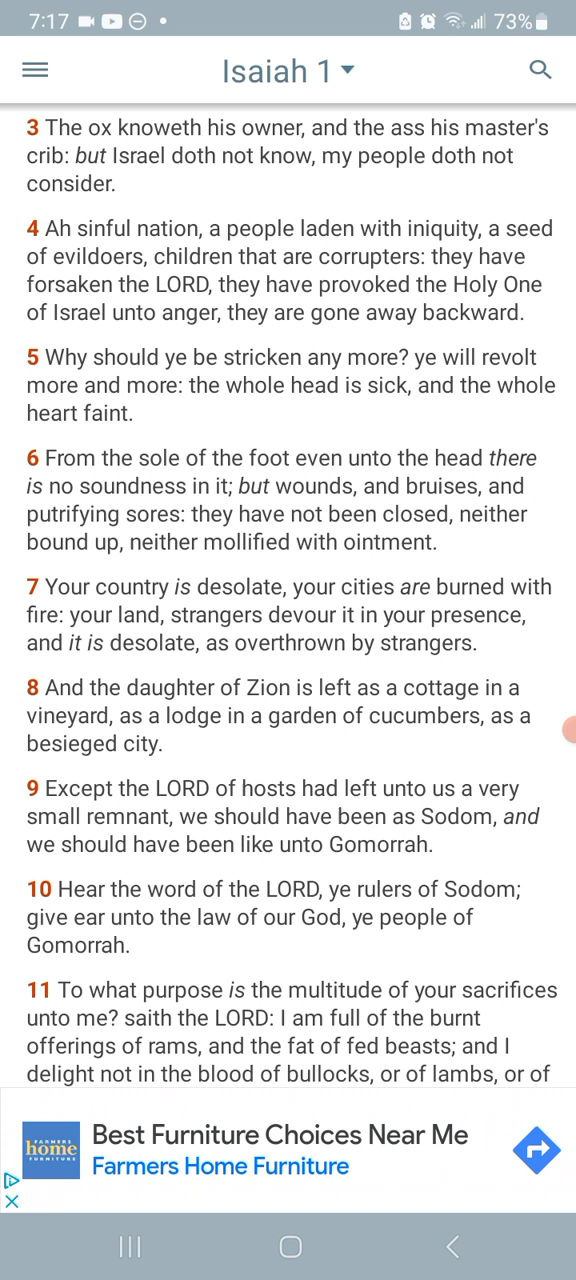 7:17
73%
Isaiah 1
3 The ox knoweth his owner, and the ass his master's
crib: but Israel doth not know, my people doth not
consider.
4 Ah sinful nation, a people laden with iniquity, a seed
of evildoers, children that are corrupters: they have
forsaken the LORD, they have provoked the Holy One
of Israel unto anger, they are gone away backward.
5 Why should ye be stricken any more? ye will revolt
more and more: the whole head is sick, and the whole
heart faint.
6 From the sole of the foot even unto the head there
is no soundness in it; but wounds, and bruises, and
putrifying sores: they have not been closed, neither
bound up, neither mollified with ointment.
7 Your country is desolate, your cities are burned with
fire: your land, strangers devour it in your presence,
and it is desolate, as overthrown by strangers.
8 And the daughter of Zion is left as a cottage in a
vineyard, as a lodge in a garden of cucumbers, as a
besieged city.
9 Except the LORD of hosts had left unto us a very
small remnant, we should have been as Sodom, and
we should have been like unto Gomorrah.
10 Hear the word of the LORD, ye rulers of Sodom;
give ear unto the law of our God, ye people of
Gomorrah.
11 To what purpose is the multitude of your sacrifices
unto me? saith the LORD: I am full of the burnt
offerings of rams, and the fat of fed beasts; and I
delight not in the blood of bullocks, or of lambs, or of
FARMERS
home
FURNITURE
Best Furniture Choices Near Me
Farmers Home Furniture